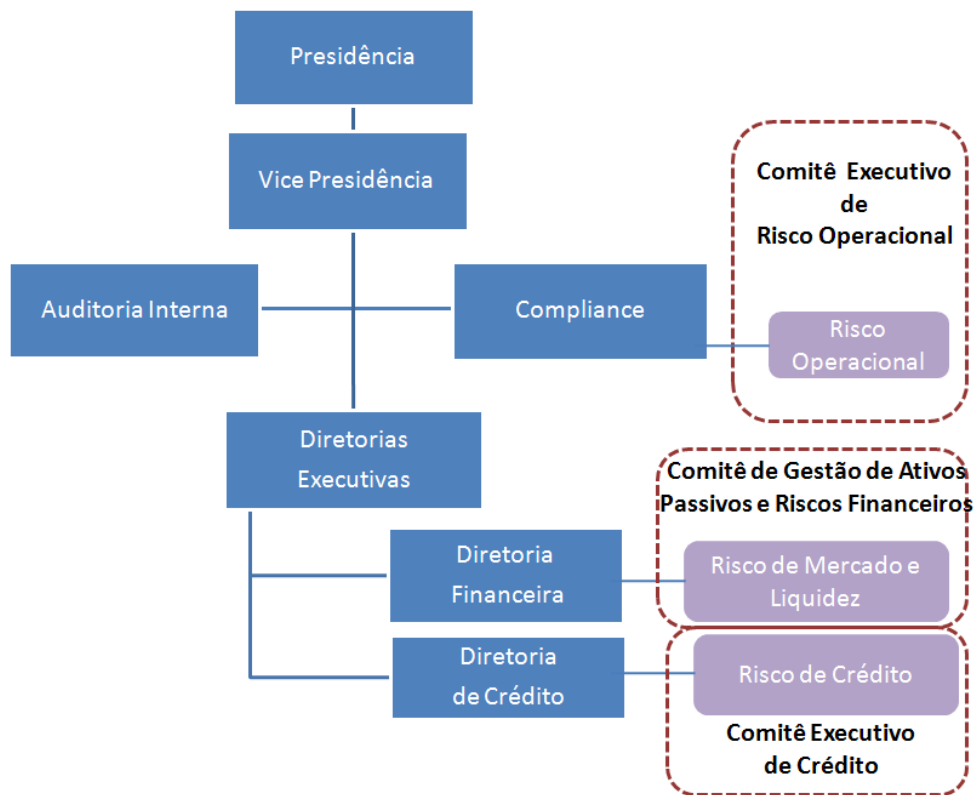 Presidência
Vice Presidência
Comitê Executivo
de
Risco Operacional
Auditoria Interna
Compliance
Risco
Operacional
Diretorias
Executivas
Comitê de Gestão de Ativos
Passivos e Riscos Financeiros
Diretoria
Financeira
Risco de Mercado e
Liquidez
Diretoria
de Crédito
Risco de Crédito
Comitê Executivo
de Crédito